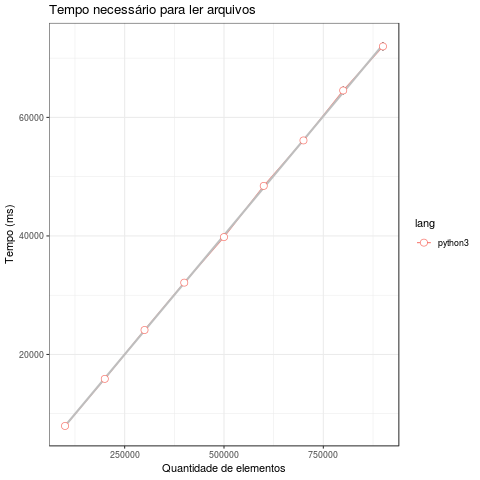 Tempo necessário para ler arquivos
Tempo (ms)
60000
40000
20000
250000
500000
750000
Quantidade de elementos
lang
python3